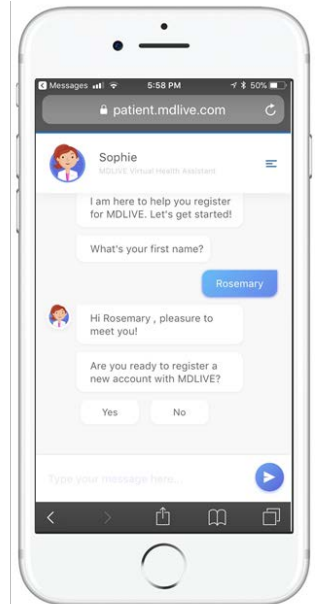 Messages 5:58 PM 50%
patient.mdlive.com
Sophie
MDLIVE Virtual Health Assistant
I am here to help you register
for MDLIVE. Let's get started!
What's your first name?
Rosemary
Hi Rosemary , pleasure to
meet you!
Are you ready to register a
new account with MDLIVE?
Yes No
Type your message here...